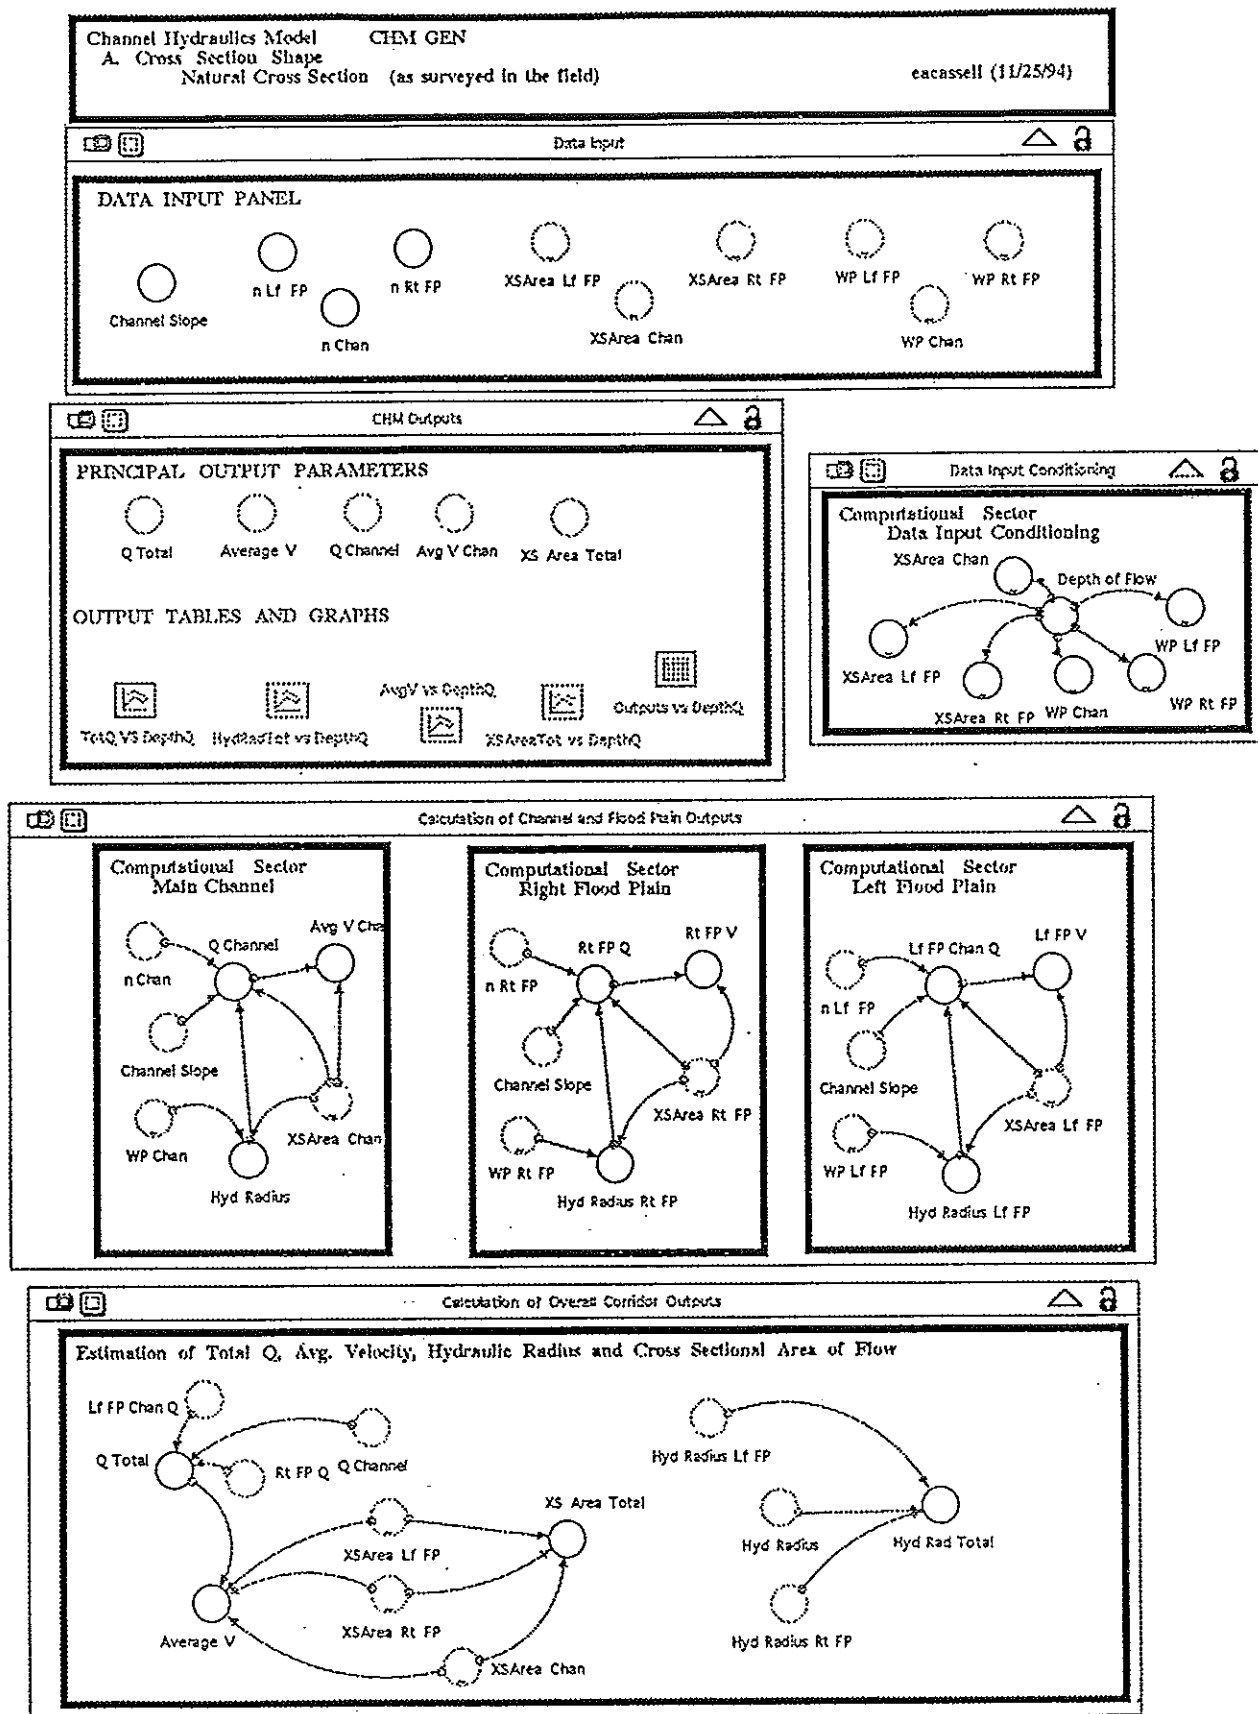 Channel Hydraulics Model CHM GEN
A. Cross Section Shape
Natural Cross Section (as surveyed in the field) eacassell (11/25/94)
Data Input
DATA INPUT PANEL
n Lf FP
n Rt FP
XSArea Lf FP
XSArea Rt FP
WP Lf FP
WP Rt FP
Channel Slope
n Chan
XSArea Chan
WP Chan
CHM Outputs
PRINCIPAL OUTPUT PARAMETERS
Q Total
Average V
Q Channel
Avg V Chan
XS Area Total
OUTPUT TABLES AND GRAPHS
AvgV vs DepthQ
Outputs vs DepthQ
TotQ VS DepthQ
HydRadTot vs DepthQ
XSAreaTot vs DepthQ
Data Input Conditioning
Computational Sector
Data Input Conditioning
XSArea Chan
Depth of Flow
WP Lf FP
XSArea Lf FP
XSArea Rt FP
WP Chan
WP Rt FP
Calculation of Channel and Flood Plain Outputs
Computational Sector
Main Channel
Q Channel
Avg V Cha
n Chan
Channel Slope
XSArea Chan
WP Chan
Hyd Radius
Computational Sector
Right Flood Plain
Rt FP Q
Rt FP V
n Rt FP
Channel Slope
XSArea Rt FP
WP Rt FP
Hyd Radius Rt FP
Computational Sector
Left Flood Plain
Lf FP Chan Q
Lf FP V
n Lf FP
Channel Slope
XSArea Lf FP
WP Lf FP
Hyd Radius Lf FP
Calculation of Overall Corridor Outputs
Estimation of Total Q, Avg. Velocity, Hydraulic Radius and Cross Sectional Area of Flow
Lf FP Chan Q
Q Total
Rt FP Q
Q Channel
XS Area Total
XSArea Lf FP
XSArea Rt FP
Average V
XSArea Chan
Hyd Radius Lf FP
Hyd Radius
Hyd Rad Total
Hyd Radius Rt FP